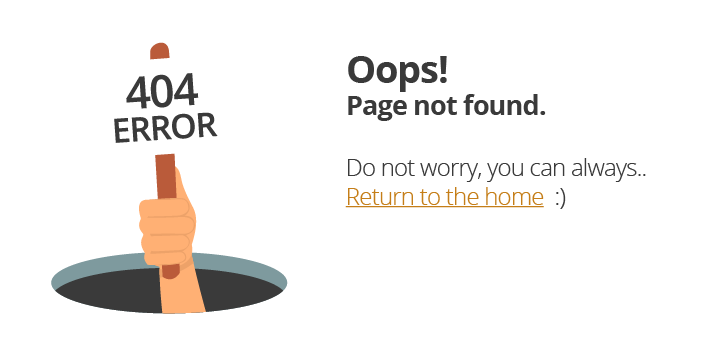 404
ERROR
Oops!
Page not found.
Do not worry, you can always..
Return to the home :)